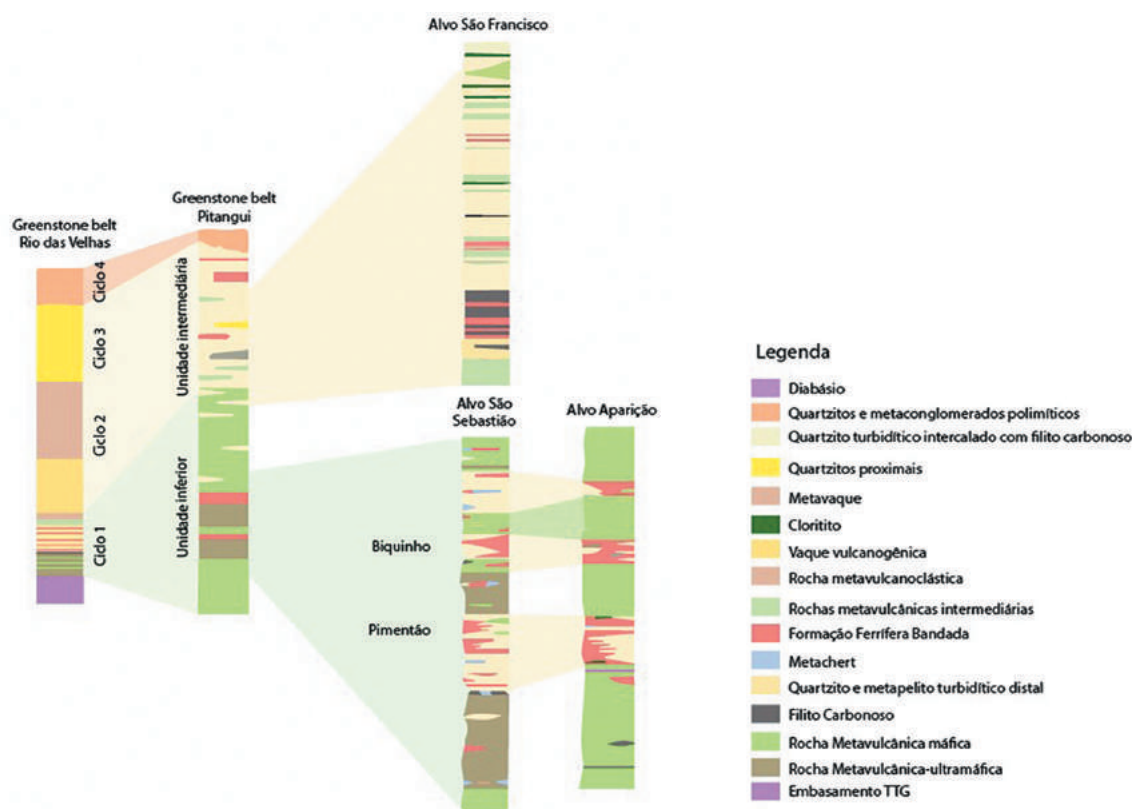 Alvo São Francisco
Greenstone belt
Pitangui
Greenstone belt
Rio das Velhas
Ciclo 4
Ciclo 3
Ciclo 2
Ciclo 1
Unidade intermediária
Unidade inferior
Alvo São
Sebastião
Alvo Aparição
Biquinho
Pimentão
Legenda
Diabásio
Quartzitos e metaconglomerados polimíticos
Quartzito turbidítico intercalado com filito carbonoso
Quartzitos proximais
Metavaque
Cloritito
Vaque vulcanogênica
Rocha metavulcanoclástica
Rochas metavulcânicas intermediárias
Formação Ferrífera Bandada
Metachert
Quartzito e metapelito turbidítico distal
Filito Carbonoso
Rocha Metavulcânica máfica
Rocha Metavulcânica-ultramáfica
Embasamento TTG